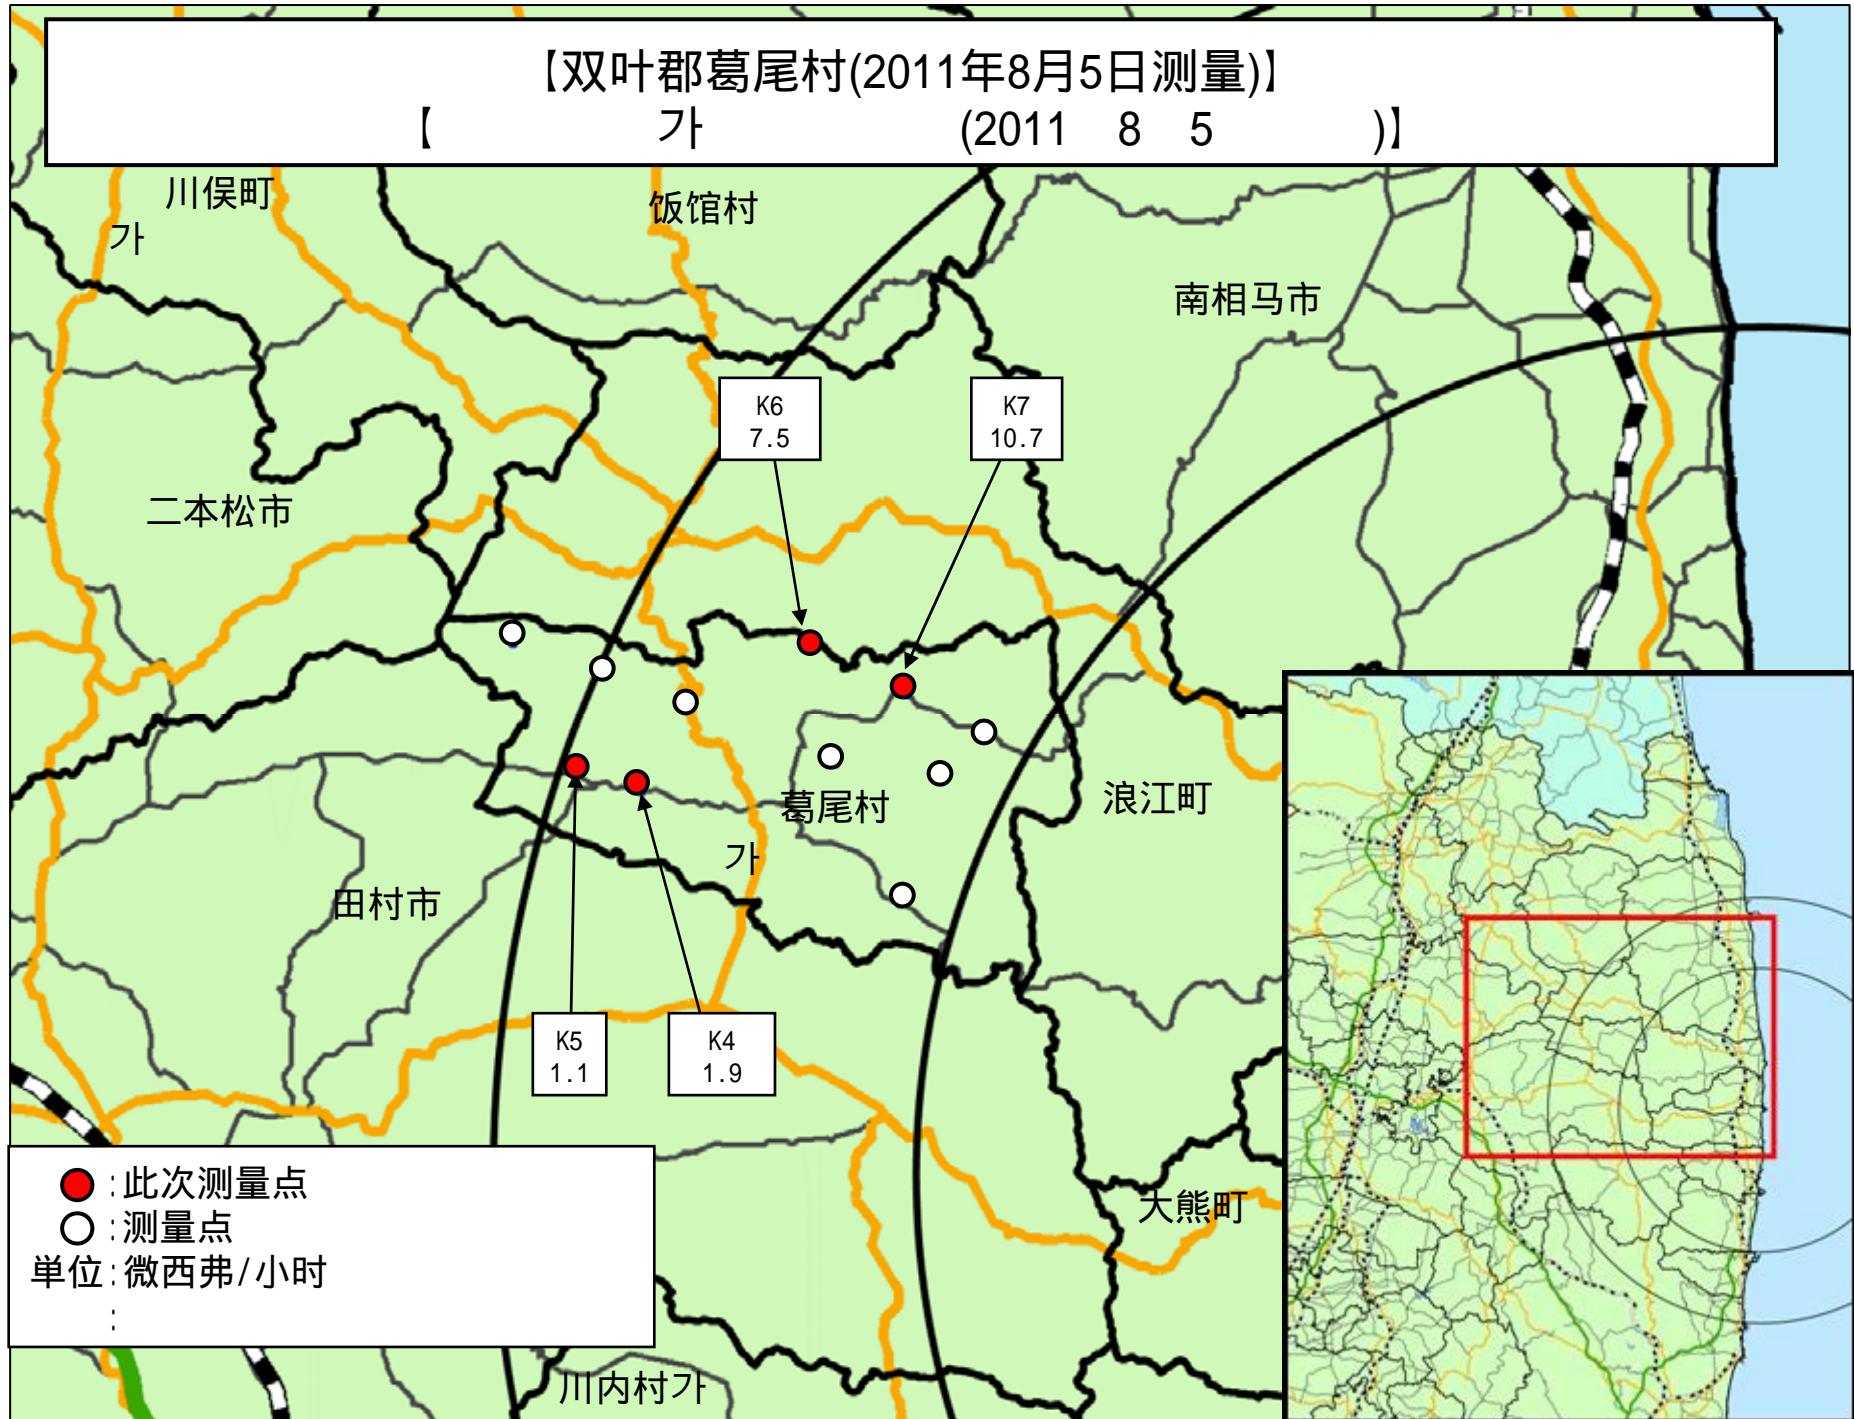 【双叶郡葛尾村(2011年8月5日测量)】
【 가 (2011 8 5 )】
川俣町
가
饭馆村
南相马市
K6
7.5
K7
10.7
二本松市
葛尾村
가
浪江町
田村市
K5
1.1
K4
1.9
大熊町
:此次测量点
:测量点
単位:微西弗/小时
:
川内村가